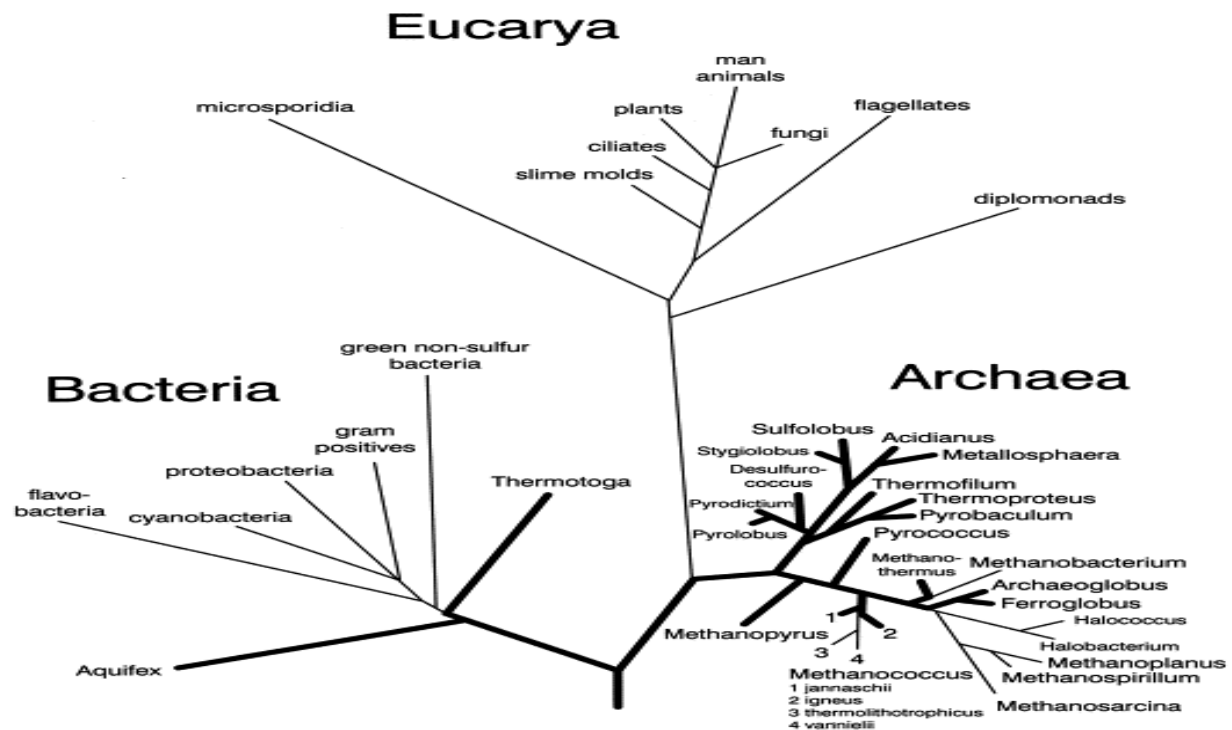 Eucarya
man
animals
microsporidia
plants
flagellates
fungi
ciliates
slime molds
diplomonads
green non-sulfur
bacteria
Bacteria
Archaea
gram
positives
proteobacteria
Thermotoga
flavo-
bacteria
cyanobacteria
Aquifex
Sulfolobus
Acidianus
Stygiolobus
Metallosphaera
Desulfuro-
coccus
Thermofilum
Pyrodictium
Thermoproteus
Pyrobaculum
Pyrolobus
Pyrococcus
Methano-
thermus
Methanobacterium
Archaeoglobus
Ferroglobus
Halococcus
Methanopyrus
1
2
3
4
Halobacterium
Methanoplanus
Methanospirillum
Methanosarcina
Methanococcus
1 jannaschii
2 igneus
3 thermolithotrophicus
4 vannielii